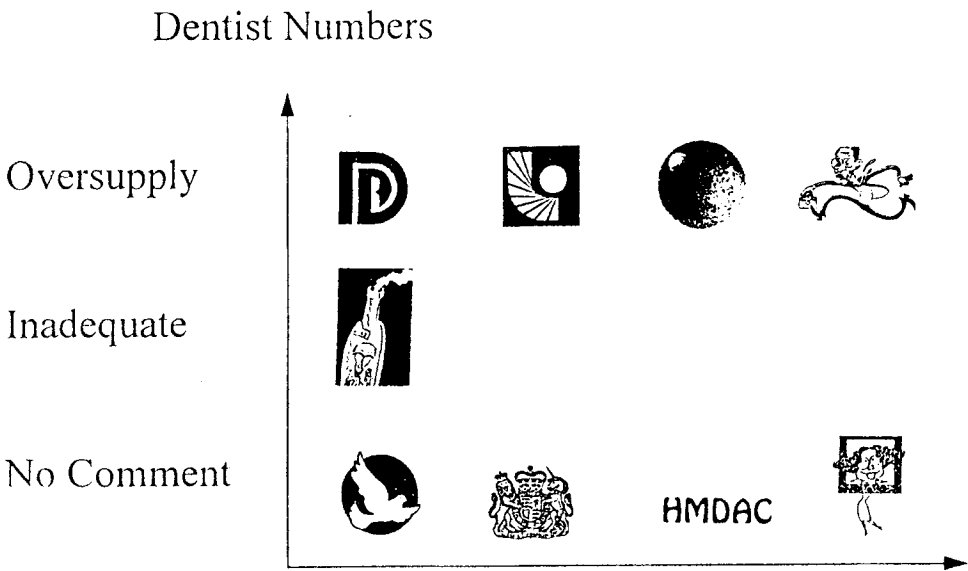 Dentist Numbers
Oversupply
Inadequate
No Comment
HMDAC